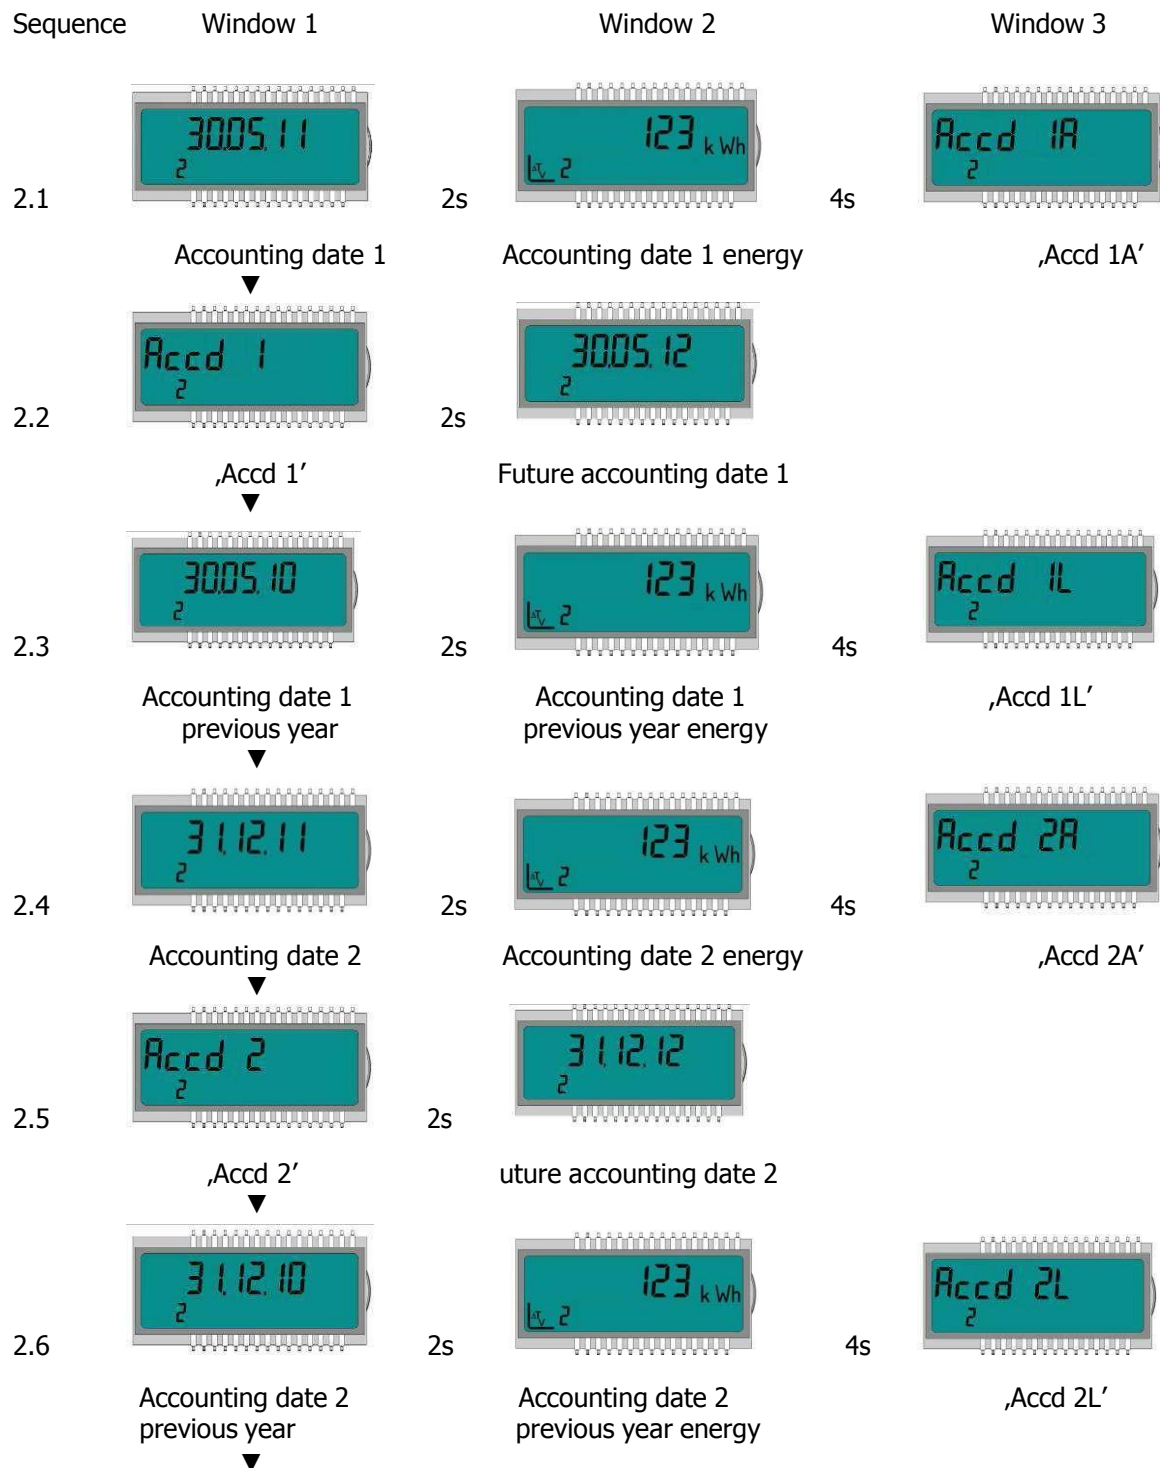 Sequence Window 1 Window 2 Window 3
30.05.11 123 kWh Accd 1A
2 ΔT V 2 2
2.1 2s 4s
Accounting date 1 Accounting date 1 energy ‚Accd 1A’
▼
Accd 1 30.05.12
2 2
2.2 2s
‚Accd 1’ Future accounting date 1
▼
30.05.10 123 kWh Accd 1L
2 ΔT V 2 2
2.3 2s 4s
Accounting date 1 Accounting date 1 ‚Accd 1L’
previous year previous year energy
▼
31.12.11 123 kWh Accd 2A
2 ΔT V 2 2
2.4 2s 4s
Accounting date 2 Accounting date 2 energy ‚Accd 2A’
▼
Accd 2 31.12.12
2 2
2.5 2s
‚Accd 2’ uture accounting date 2
▼
31.12.10 123 kWh Accd 2L
2 ΔT V 2 2
2.6 2s 4s
Accounting date 2 Accounting date 2 ‚Accd 2L’
previous year previous year energy
▼